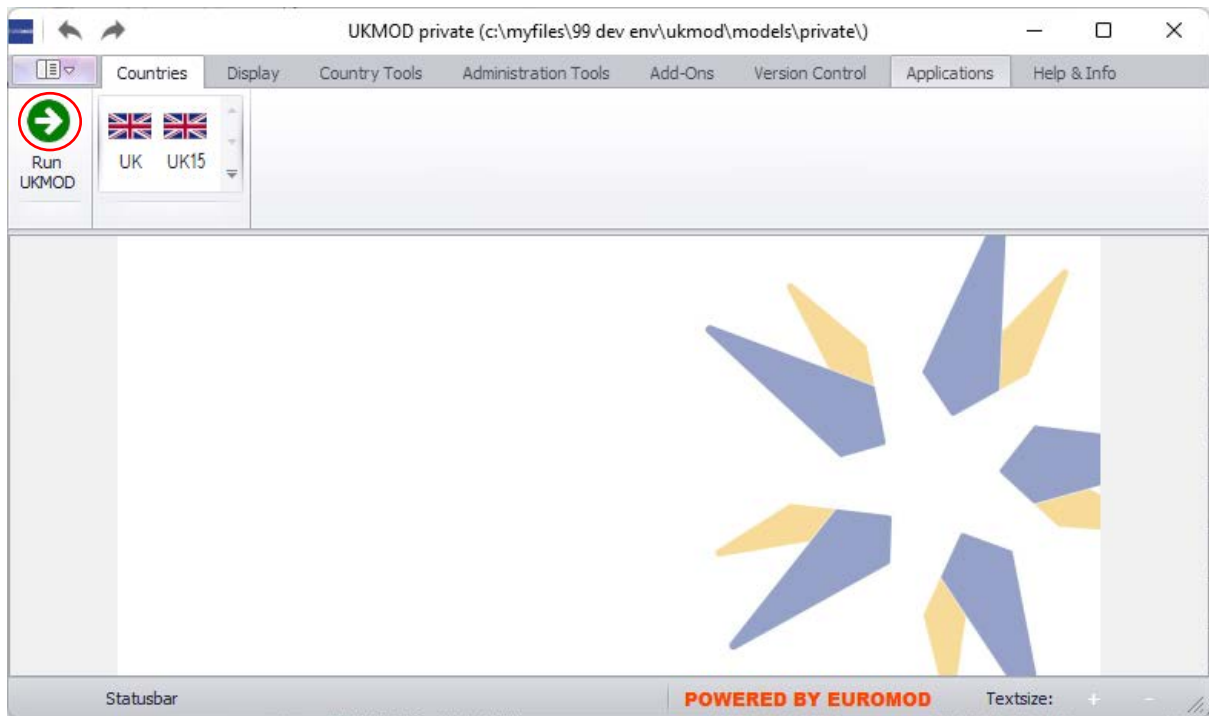 UKMOD private (c:\myfiles\99 dev env\ukmod\models\private\)
Countries Display Country Tools Administration Tools Add-Ons Version Control Applications Help & Info
Run
UKMOD
UK UK15
Statusbar POWERED BY EUROMOD Textsize: + -